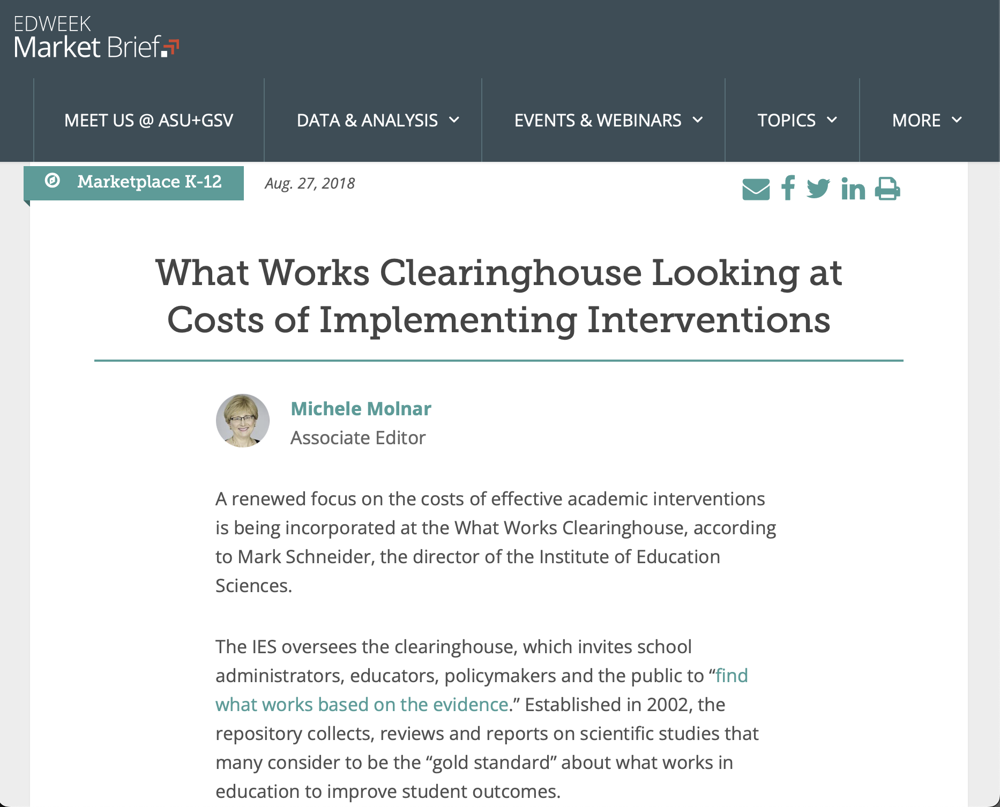 EDWEEK
Market Brief
MEET US @ ASU+GSV
DATA & ANALYSIS
EVENTS & WEBINARS
TOPICS
MORE
Marketplace K-12
Aug. 27, 2018
What Works Clearinghouse Looking at
Costs of Implementing Interventions
Michele Molnar
Associate Editor
A renewed focus on the costs of effective academic interventions
is being incorporated at the What Works Clearinghouse, according
to Mark Schneider, the director of the Institute of Education
Sciences.
The IES oversees the clearinghouse, which invites school
administrators, educators, policymakers and the public to “find
what works based on the evidence.” Established in 2002, the
repository collects, reviews and reports on scientific studies that
many consider to be the “gold standard” about what works in
education to improve student outcomes.